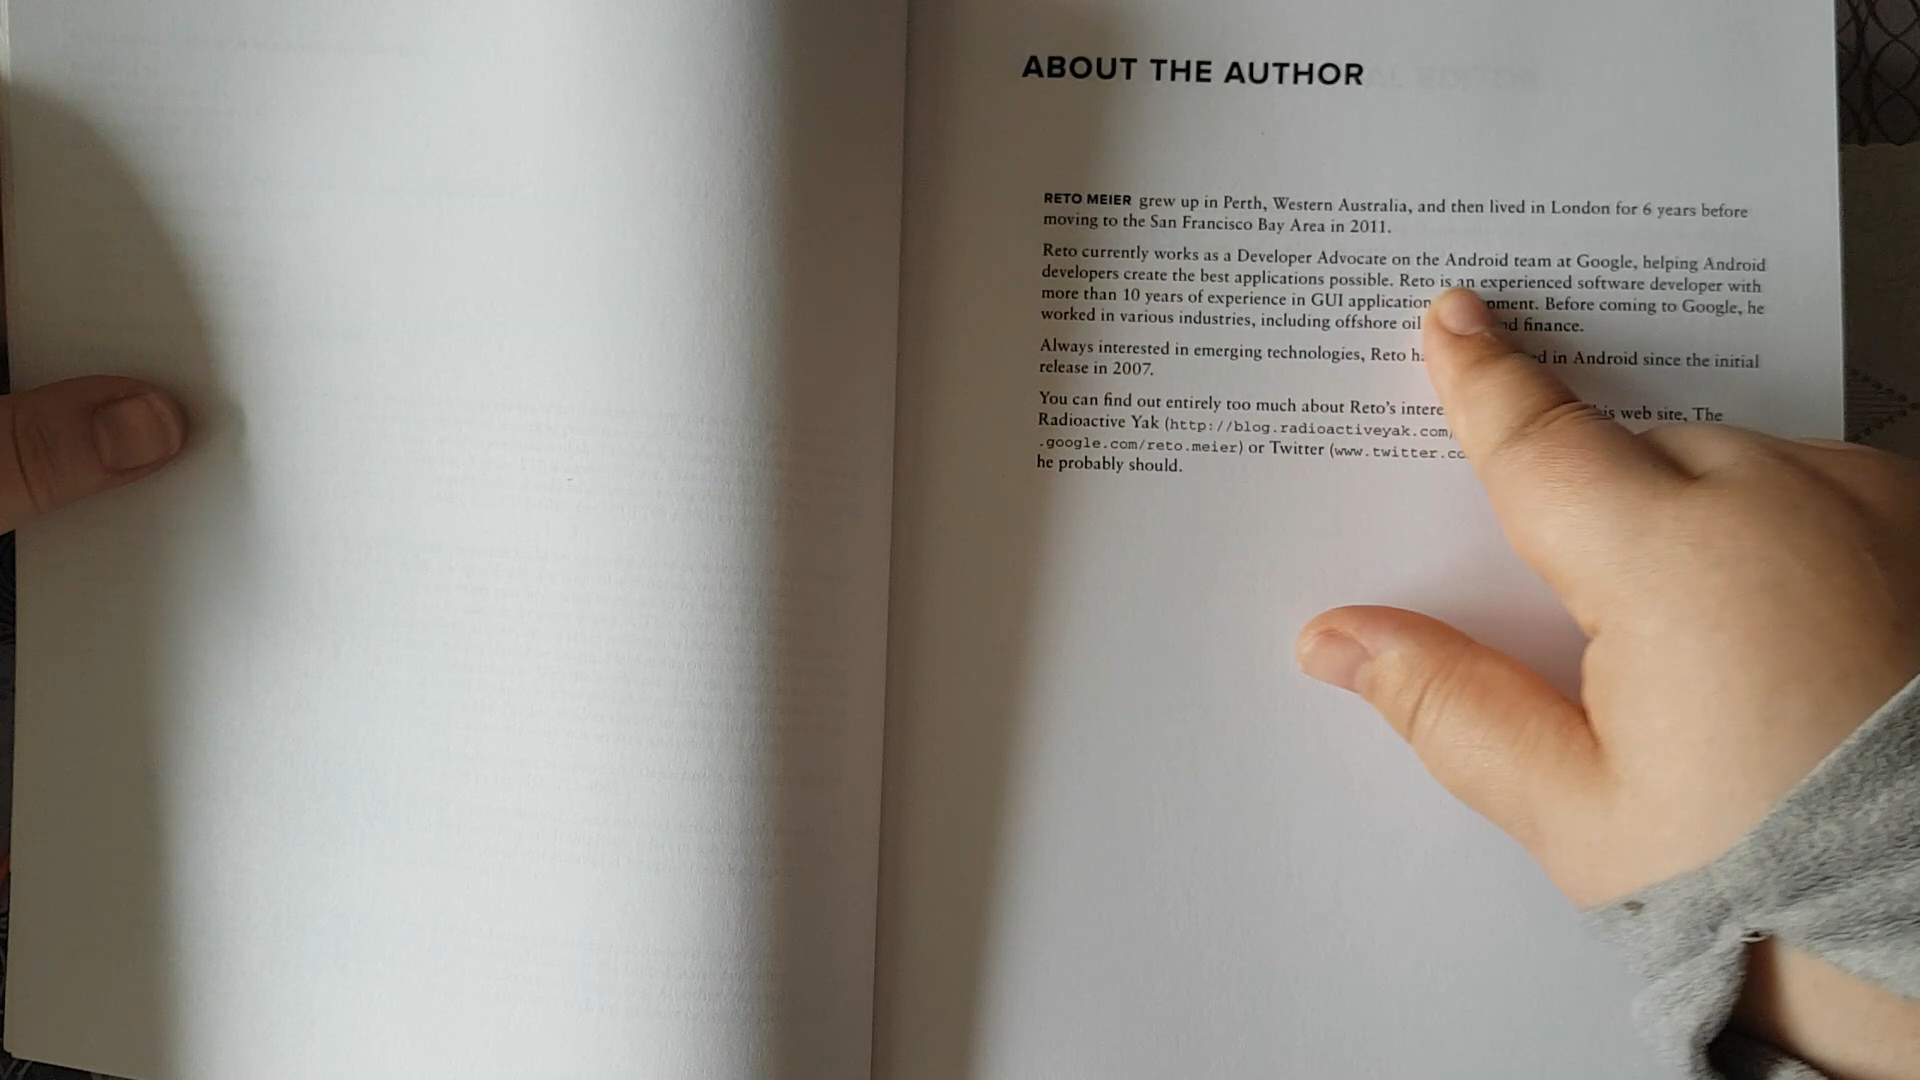 ABOUT THE AUTHOR
RETO MEIER grew up in Perth, Western Australia, and then lived in London for 6 years before
moving to the San Francisco Bay Area in 2011.
Reto currently works as a Developer Advocate on the Android team at Google, helping Android
developers create the best applications possible. Reto is an experienced software developer with
more than 10 years of experience in GUI application Before coming to Google, he
worked in various industries, including offshore oil finance.
Always interested in emerging technologies, Reto in Android since the initial
release in 2007.
You can find out entirely too much about Reto's web site, The
Radioactive Yak (http://blog.radioactiveyak.com
.google.com/reto.meier) or Twitter (www.twitter.
he probably should.